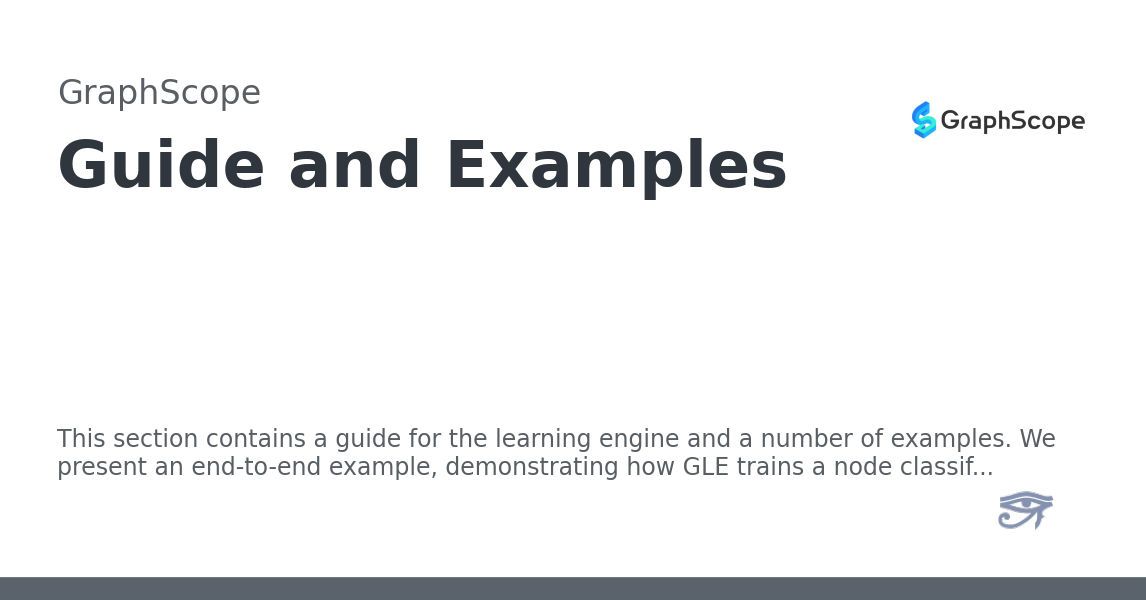 GraphScope
GraphScope
Guide and Examples
This section contains a guide for the learning engine and a number of examples. We
present an end-to-end example, demonstrating how GLE trains a node classif...